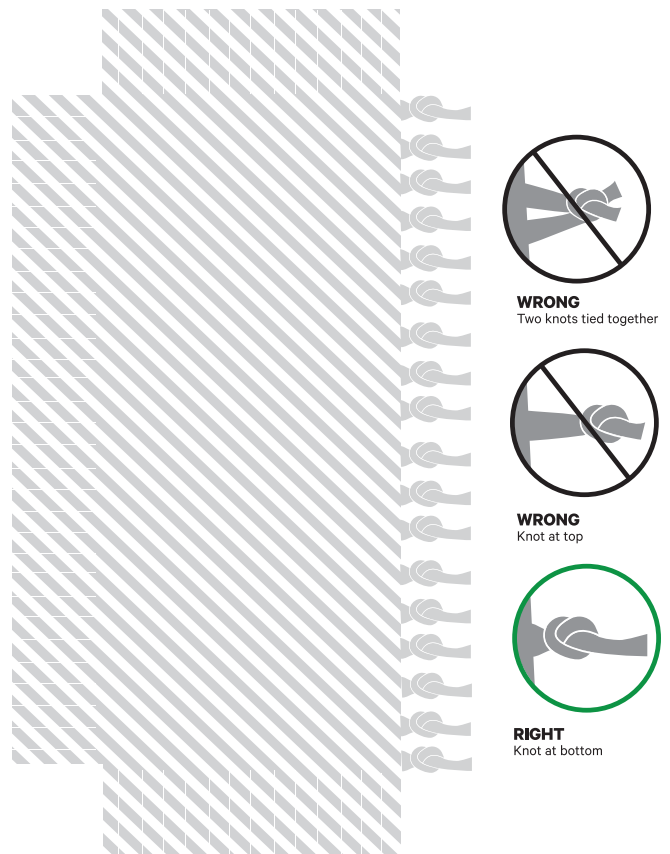 WRONG
Two knots tied together
WRONG
Knot at top
RIGHT
Knot at bottom